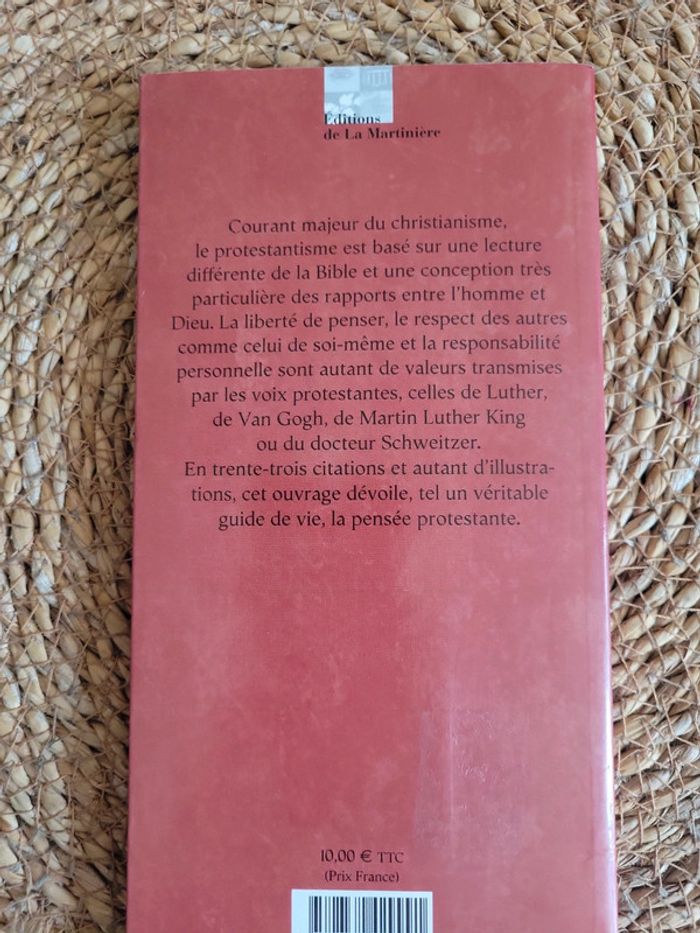 Éditions
de La Martinière
Courant majeur du christianisme,
le protestantisme est basé sur une lecture
différente de la Bible et une conception très
particulière des rapports entre l'homme et
Dieu. La liberté de penser, le respect des autres
comme celui de soi-même et la responsabilité
personnelle sont autant de valeurs transmises
par les voix protestantes, celles de Luther,
de Van Gogh, de Martin Luther King
ou du docteur Schweitzer.
En trente-trois citations et autant d'illustra-
tions, cet ouvrage dévoile, tel un véritable
guide de vie, la pensée protestante.
10,00 € TTC
(Prix France)